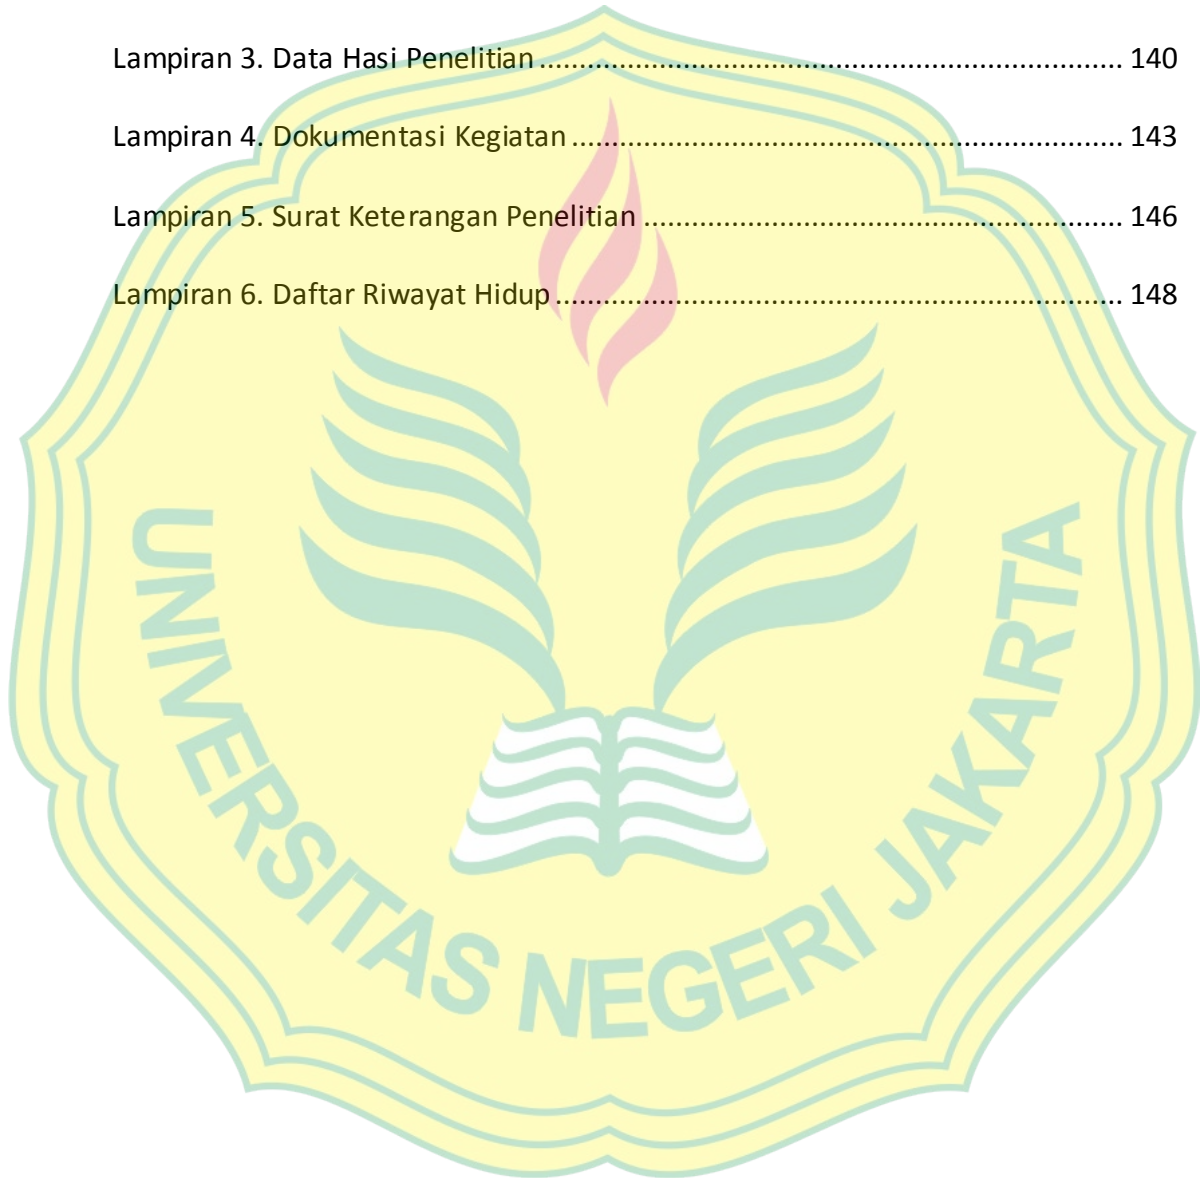 Lampiran 3. Data Hasi Penelitian ........................................................................ 140
Lampiran 4. Dokumentasi Kegiatan .................................................................... 143
Lampiran 5. Surat Keterangan Penelitian ........................................................... 146
Lampiran 6. Daftar Riwayat Hidup ...................................................................... 148
UNIVERSITAS NEGERI JAKARTA